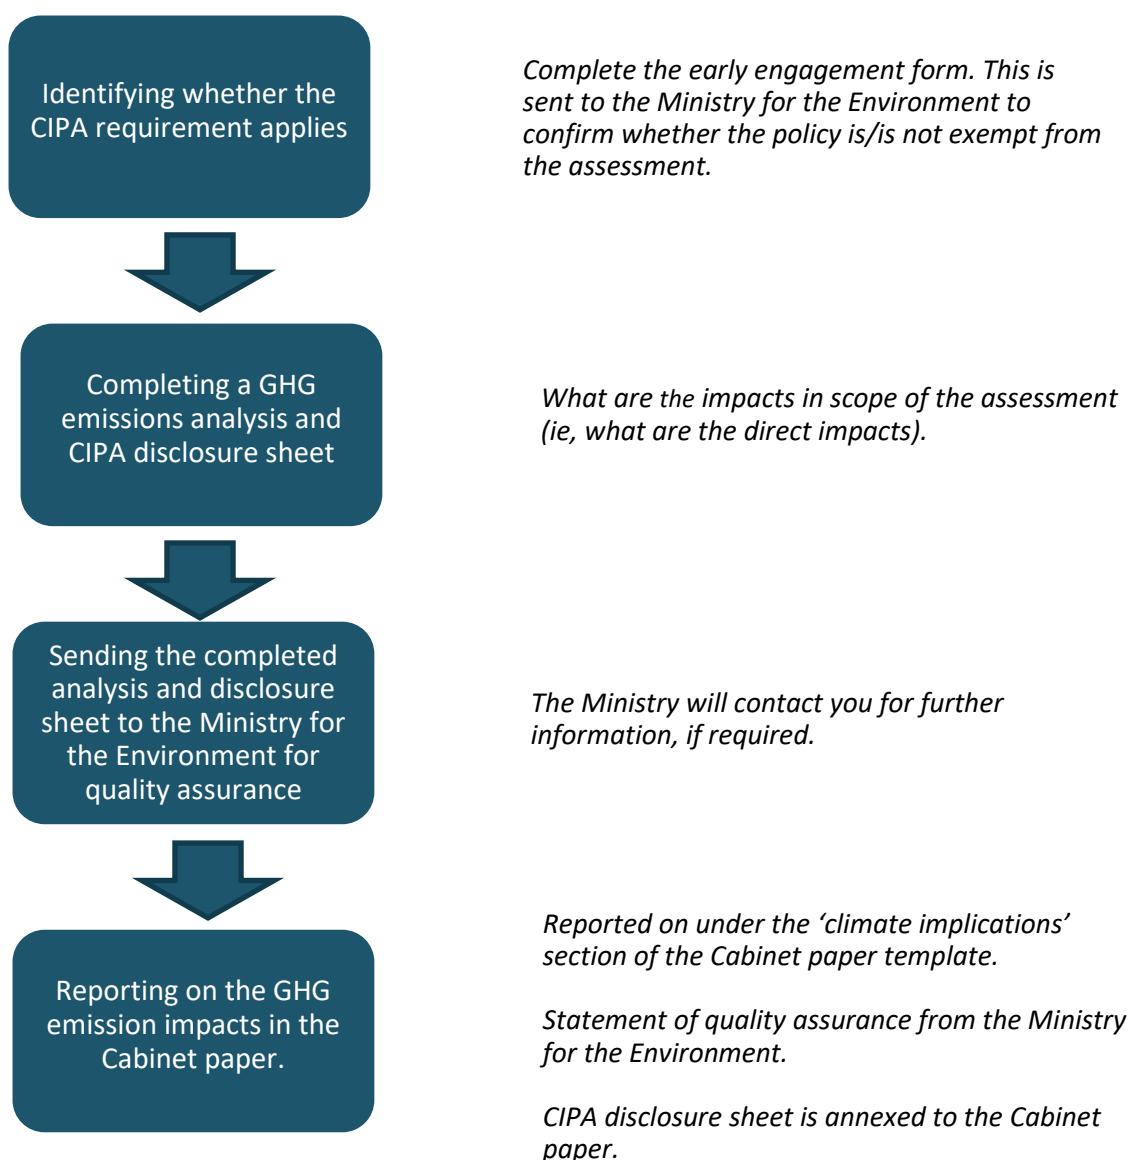 Identifying whether the
CIPA requirement applies
Complete the early engagement form. This is
sent to the Ministry for the Environment to
confirm whether the policy is/is not exempt from
the assessment.
Completing a GHG
emissions analysis and
CIPA disclosure sheet
What are the impacts in scope of the assessment
(ie, what are the direct impacts).
Sending the completed
analysis and disclosure
sheet to the Ministry for
the Environment for
quality assurance
The Ministry will contact you for further
information, if required.
Reporting on the GHG
emission impacts in the
Cabinet paper.
Reported on under the ‘climate implications’
section of the Cabinet paper template.
Statement of quality assurance from the Ministry
for the Environment.
CIPA disclosure sheet is annexed to the Cabinet
paper.